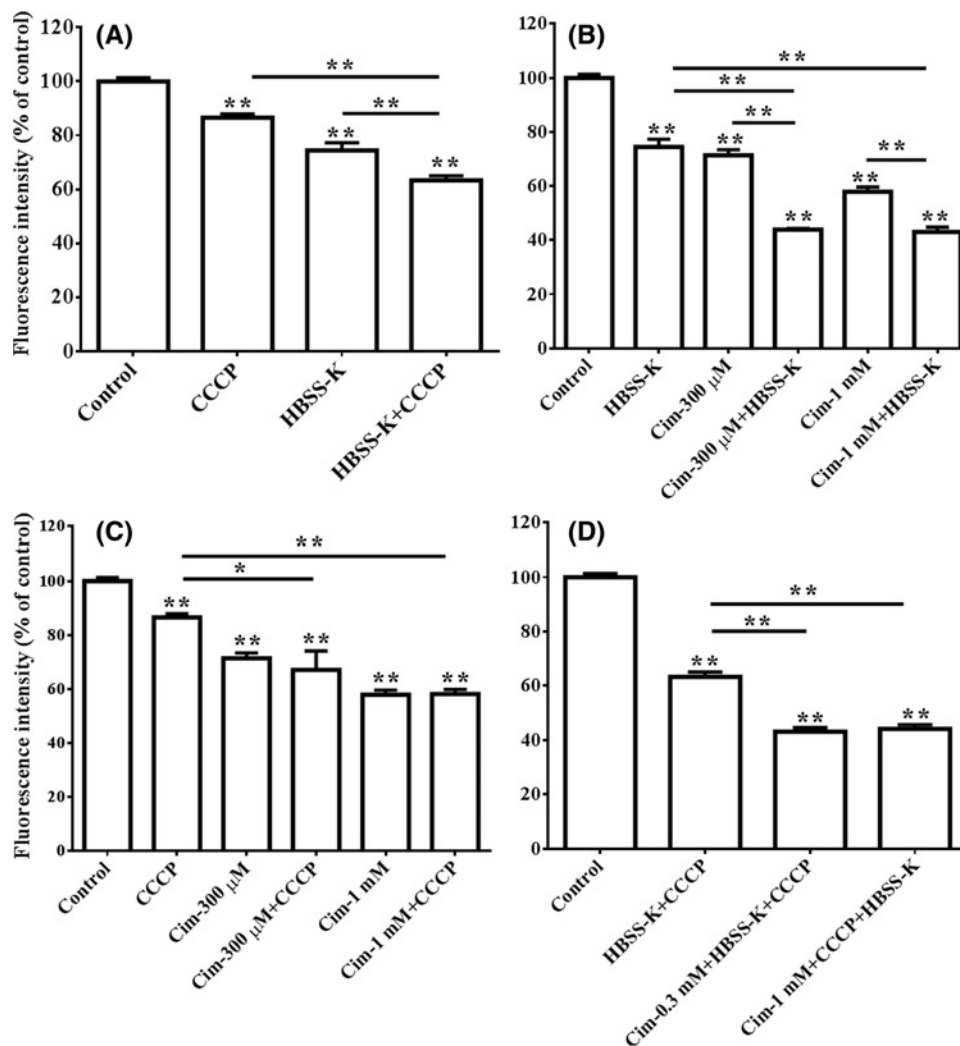 (A)
Fluorescence intensity (% of control)
120
100
80
60
40
20
0
**
**
**
**
**
Control
CCCP
HBSS-K
HBSS-K+CCCP
(B)
120
100
80
60
40
20
0
**
**
**
**
**
**
**
**
**
Control
HBSS-K
Cim-300 μM
Cim-300 μM+HBSS-K
Cim-1 mM
Cim-1 mM+HBSS-K
(C)
Fluorescence intensity (% of control)
120
100
80
60
40
20
0
**
*
**
**
**
**
**
Control
CCCP
Cim-300 μM
Cim-300 μM+CCCP
Cim-1 mM
Cim-1 mM+CCCP
(D)
120
100
80
60
40
20
0
**
**
**
**
**
Control
HBSS-K+CCCP
Cim-0.3 mM+HBSS-K+CCCP
Cim-1 mM+CCCP+HBSS-K